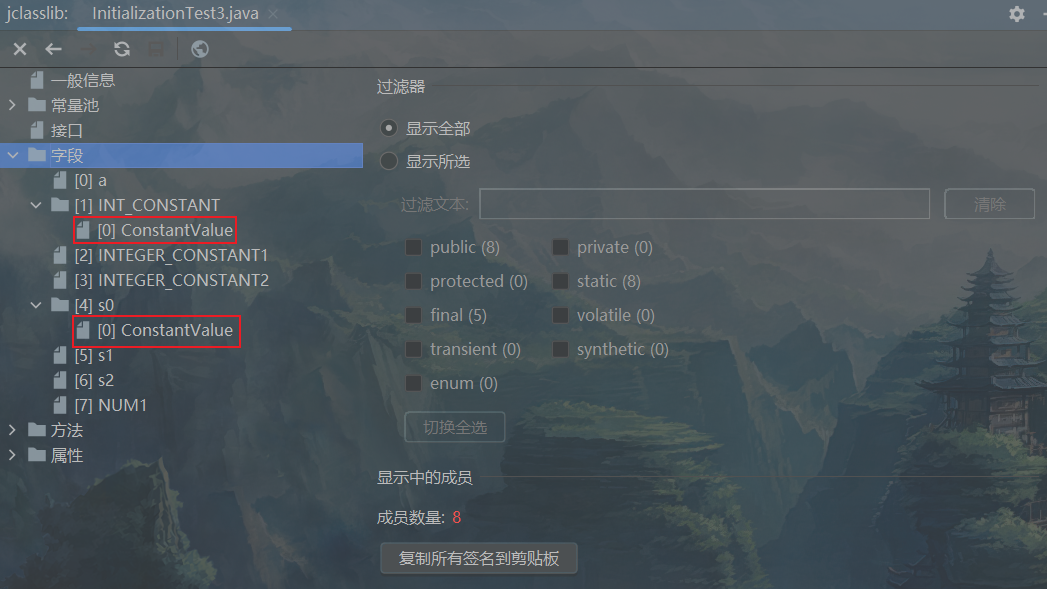 jclasslib: InitializationTest3.java
一般信息
常量池
接口
字段
[0] a
[1] INT_CONSTANT
[0] ConstantValue
[2] INTEGER_CONSTANT1
[3] INTEGER_CONSTANT2
[4] s0
[0] ConstantValue
[5] s1
[6] s2
[7] NUM1
方法
属性
过滤器
显示全部
显示所选
过滤文本: 清除
public (8) private (0)
protected (0) static (8)
final (5) volatile (0)
transient (0) synthetic (0)
enum (0)
切换全选
显示中的成员
成员数量: 8
复制所有签名到剪贴板